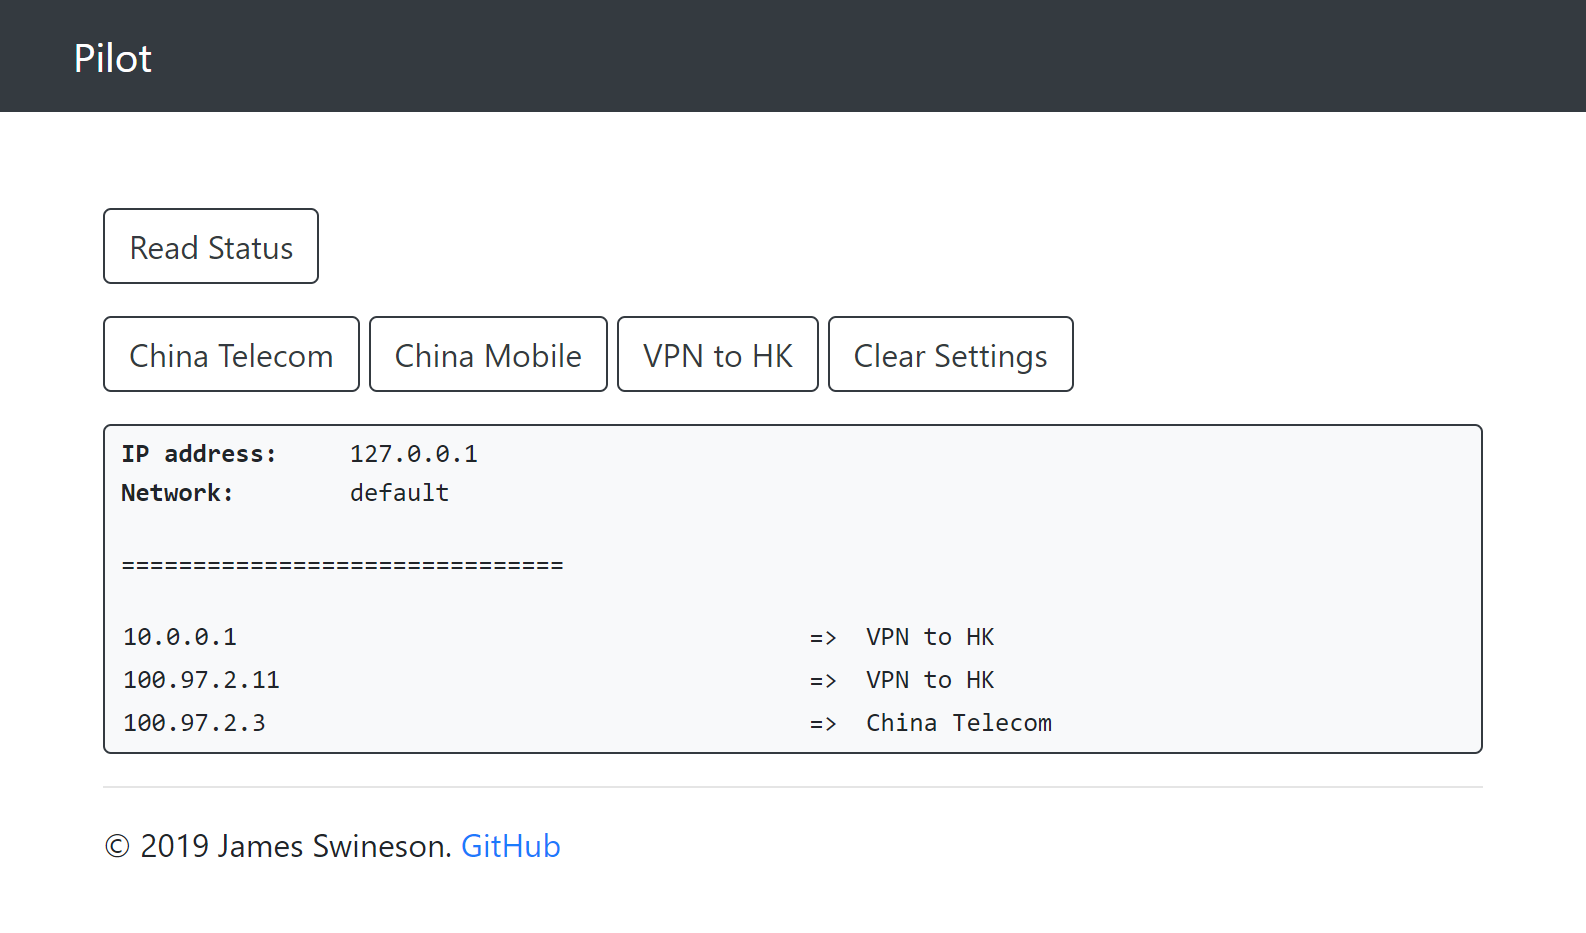 Pilot
Read Status
China Telecom China Mobile VPN to HK Clear Settings
IP address: 127.0.0.1
Network: default
===============================
10.0.0.1 => VPN to HK
100.97.2.11 => VPN to HK
100.97.2.3 => China Telecom
© 2019 James Swineson. GitHub